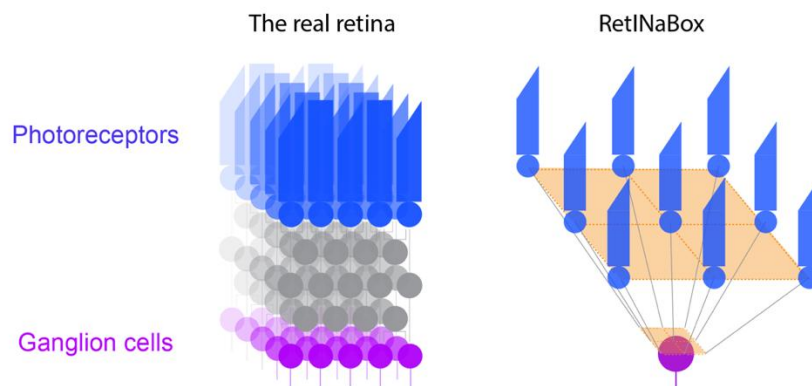 The real retina
RetINaBox
Photoreceptors
Ganglion cells